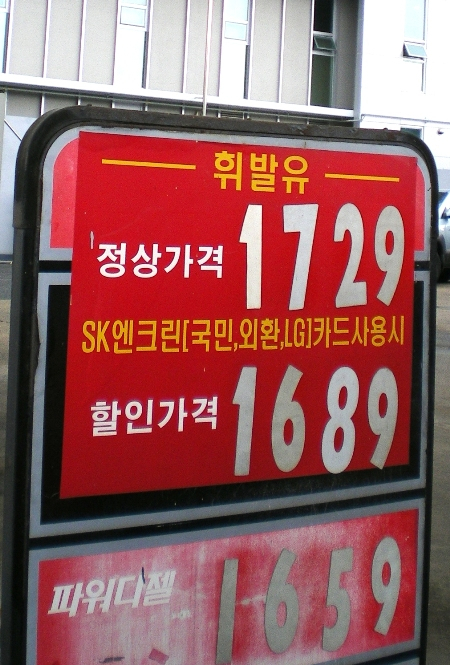 휘발유
정상가격 1729
SK엔크린[국민,외환,LG]카드사용시
할인가격 1689
파워디젤 1659